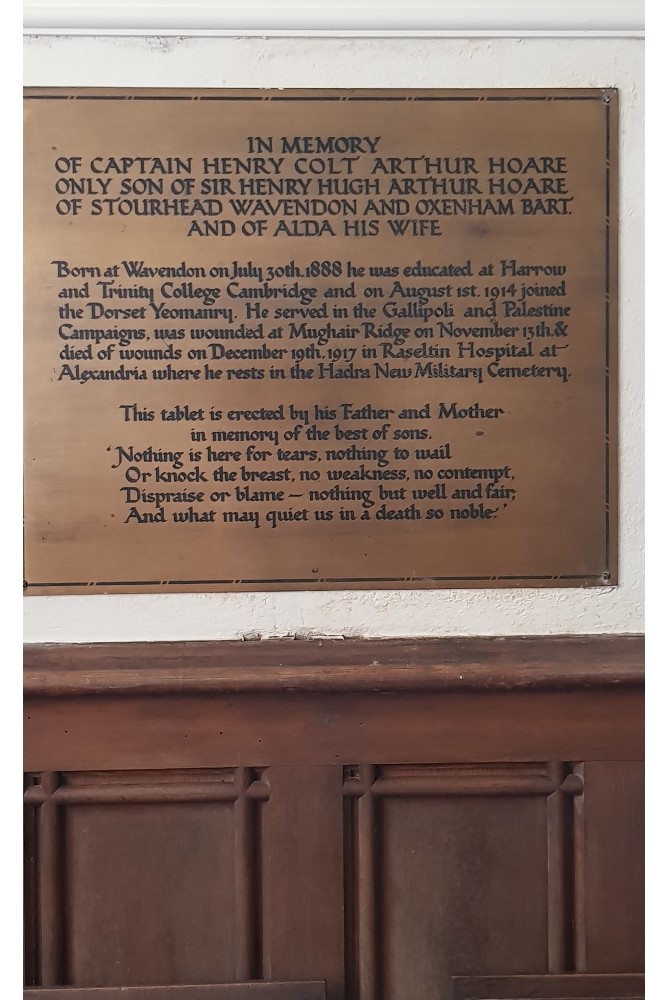 IN MEMORY
OF CAPTAIN HENRY COLT ARTHUR HOARE
ONLY SON OF SIR HENRY HUGH ARTHUR HOARE
OF STOURHEAD WAVENDON AND OXENHAM BART.
AND OF ALDA HIS WIFE
Born at Wavendon on July 30th. 1888 he was educated at Harrow
and Trinity College Cambridge and on August 1st. 1914 joined
the Dorset Yeomanry. He served in the Gallipoli and Palestine
Campaigns, was wounded at Mughair Ridge on November 13th. &
died of wounds on December 19th. 1917 in Raseltin Hospital at
Alexandria where he rests in the Hadra New Military Cemetery.
This tablet is erected by his Father and Mother
in memory of the best of sons.
'Nothing is here for tears, nothing to wail
Or knock the breast, no weakness, no contempt,
Dispraise or blame — nothing but well and fair,
And what may quiet us in a death so noble.'